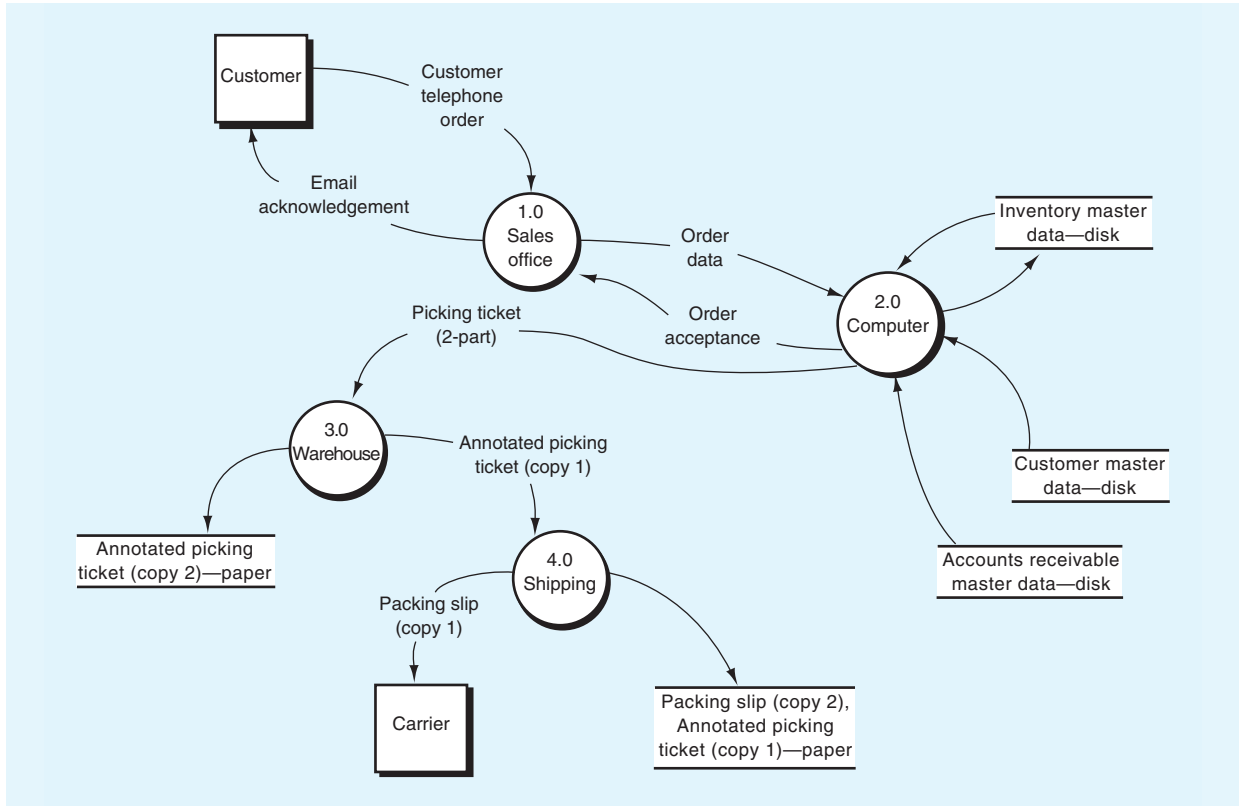 Customer
Customer
telephone
order
Email
acknowledgement
1.0
Sales
office
Order
data
Inventory master
data—disk
2.0
Computer
Picking ticket
(2-part)
Order
acceptance
3.0
Warehouse
Annotated picking
ticket (copy 1)
Customer master
data—disk
Annotated picking
ticket (copy 2)—paper
4.0
Shipping
Accounts receivable
master data—disk
Packing slip
(copy 1)
Carrier
Packing slip (copy 2),
Annotated picking
ticket (copy 1)—paper